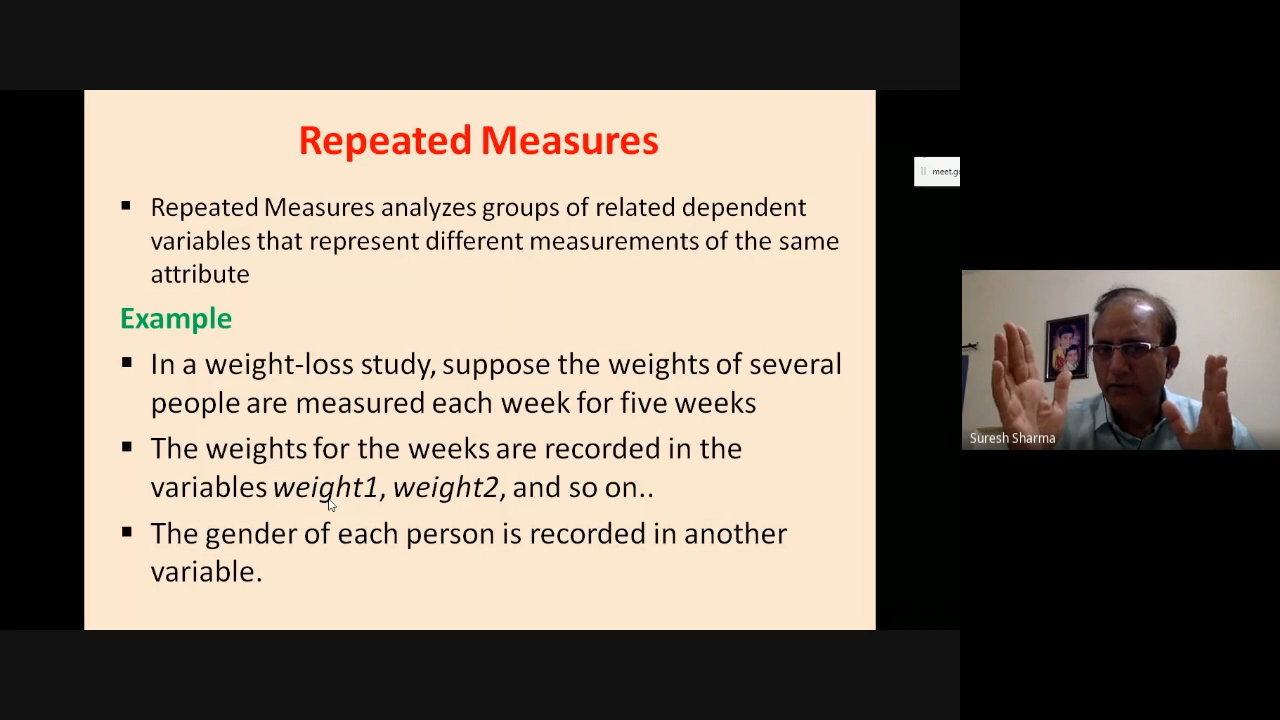 Repeated Measures
▪ Repeated Measures analyzes groups of related dependent
variables that represent different measurements of the same
attribute
Example
▪ In a weight-loss study, suppose the weights of several
people are measured each week for five weeks
▪ The weights for the weeks are recorded in the
variables weight1, weight2, and so on..
▪ The gender of each person is recorded in another
variable.
meet.g
Suresh Sharma